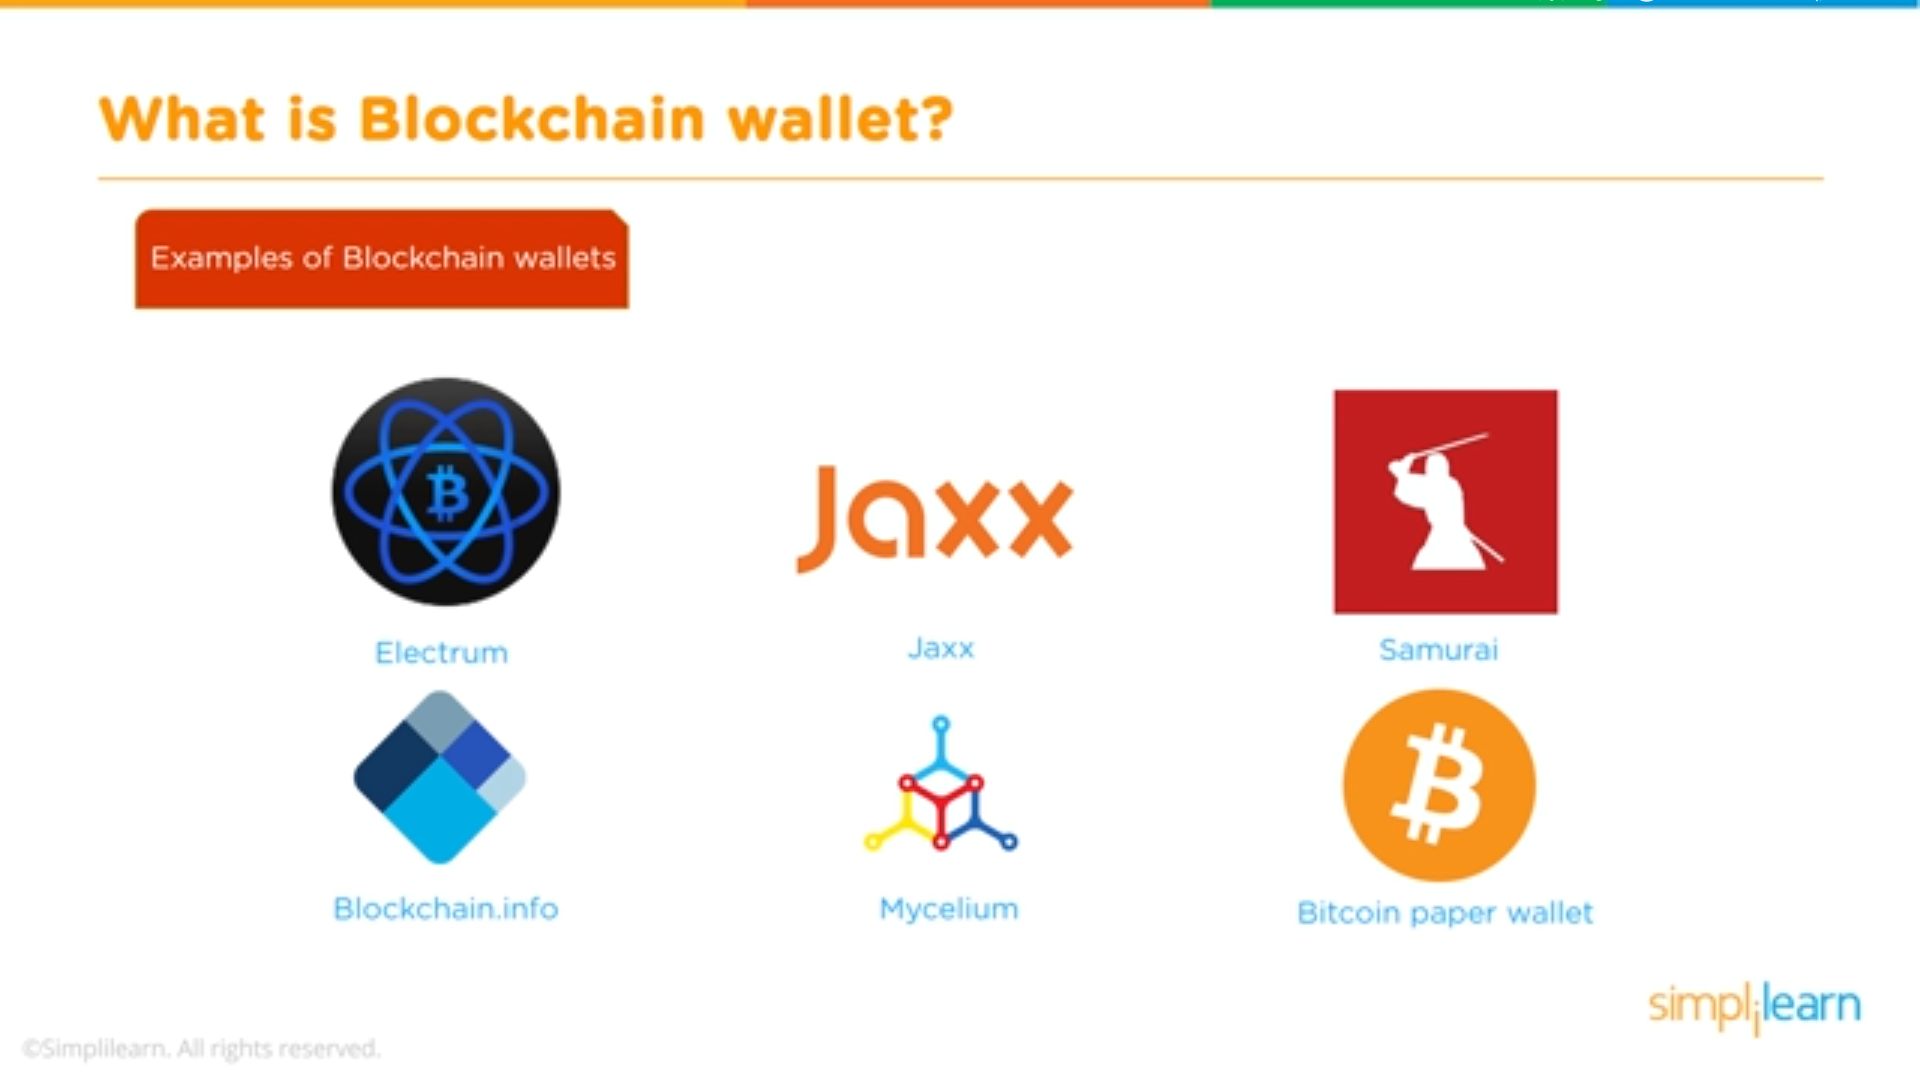 What is Blockchain wallet?
Examples of Blockchain wallets
Jaxx
Electrum
Jaxx
Samurai
Blockchain.info
Mycelium
Bitcoin paper wallet
simplilearn
©Simplilearn. All rights reserved.